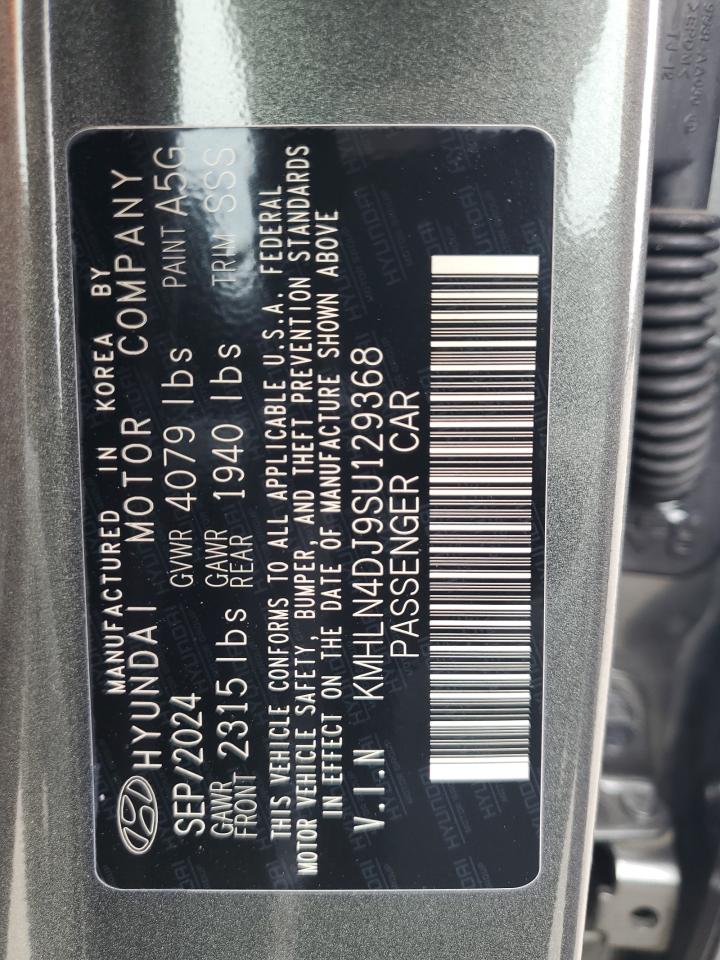 MANUFACTURED IN KOREA BY
HYUNDAI MOTOR COMPANY
SEP/2024 GVWR 4079 lbs PAINT A5G
GAWR FRONT 2315 lbs GAWR REAR 1940 lbs TRIM SSS
THIS VEHICLE CONFORMS TO ALL APPLICABLE U.S.A. FEDERAL
MOTOR VEHICLE SAFETY, BUMPER, AND THEFT PREVENTION STANDARDS
IN EFFECT ON THE DATE OF MANUFACTURE SHOWN ABOVE
V.I.N KMHLN4DJ9SU129368
PASSENGER CAR